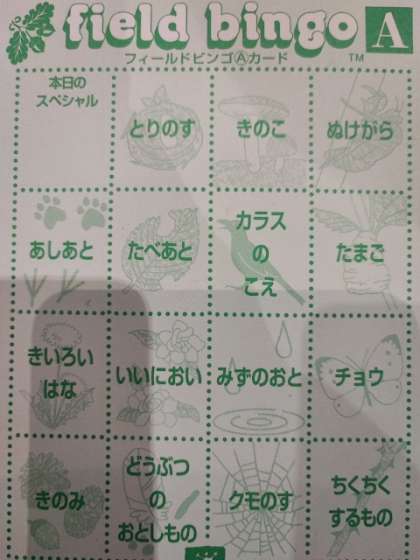 field bingo A
フィールドビンゴⒶカード TM
本日の
スペシャル
とりのす
きのこ
ぬけがら
あしあと
たべあと
カラス
の
こえ
たまご
きいろい
はな
いいにおい
みずのおと
チョウ
きのみ
どうぶつ
の
おとしもの
クモのす
ちくちく
するもの